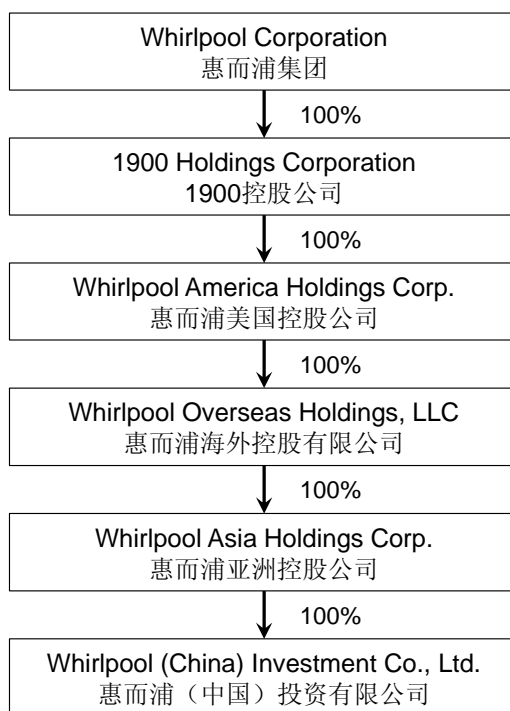 Whirlpool Corporation
惠而浦集团
100%
1900 Holdings Corporation
1900控股公司
100%
Whirlpool America Holdings Corp.
惠而浦美国控股公司
100%
Whirlpool Overseas Holdings, LLC
惠而浦海外控股有限公司
100%
Whirlpool Asia Holdings Corp.
惠而浦亚洲控股公司
100%
Whirlpool (China) Investment Co., Ltd.
惠而浦（中国）投资有限公司